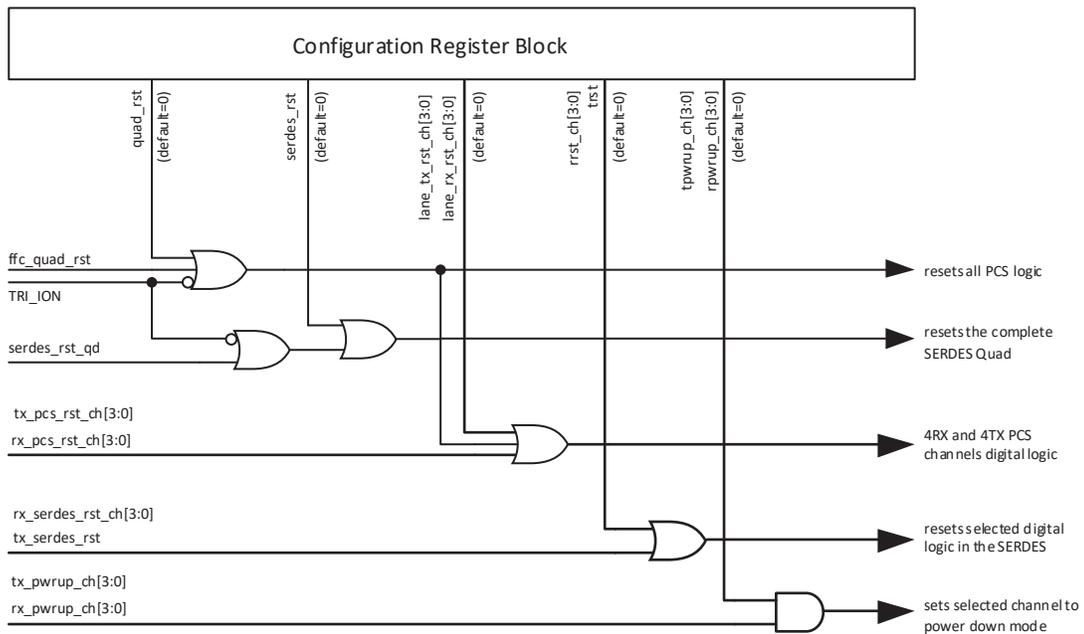 Configuration Register Block
quad_rst
(default=0)
serdes_rst
(default=0)
lane_tx_rst_ch[3:0]
lane_rx_rst_ch[3:0]
(default=0)
rrst_ch[3:0]
trst
(default=0)
tpwrup_ch[3:0]
rpwrup_ch[3:0]
(default=0)
ffc_quad_rst
TRI_ION
resets all PCS logic
serdes_rst_qd
resets the complete
SERDES Quad
tx_pcs_rst_ch[3:0]
rx_pcs_rst_ch[3:0]
4RX and 4TX PCS
channels digital logic
rx_serdes_rst_ch[3:0]
tx_serdes_rst
resets selected digital
logic in the SERDES
tx_pwrup_ch[3:0]
rx_pwrup_ch[3:0]
sets selected channel to
power down mode